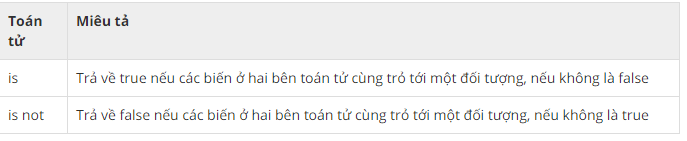 Toán Miêu tả
tử
is Trả về true nếu các biến ở hai bên toán tử cùng trỏ tới một đối tượng, nếu không là false
is not Trả về false nếu các biến ở hai bên toán tử cùng trỏ tới một đối tượng, nếu không là true